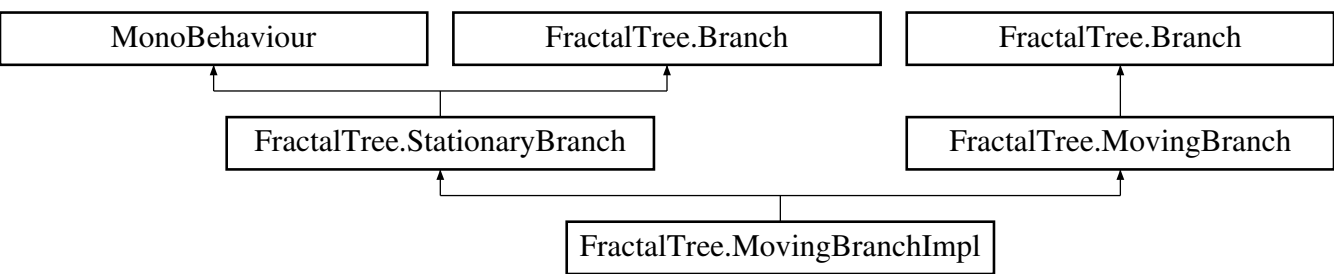 MonoBehaviour
FractalTree.Branch
FractalTree.Branch
FractalTree.StationaryBranch
FractalTree.MovingBranch
FractalTree.MovingBranchImpl